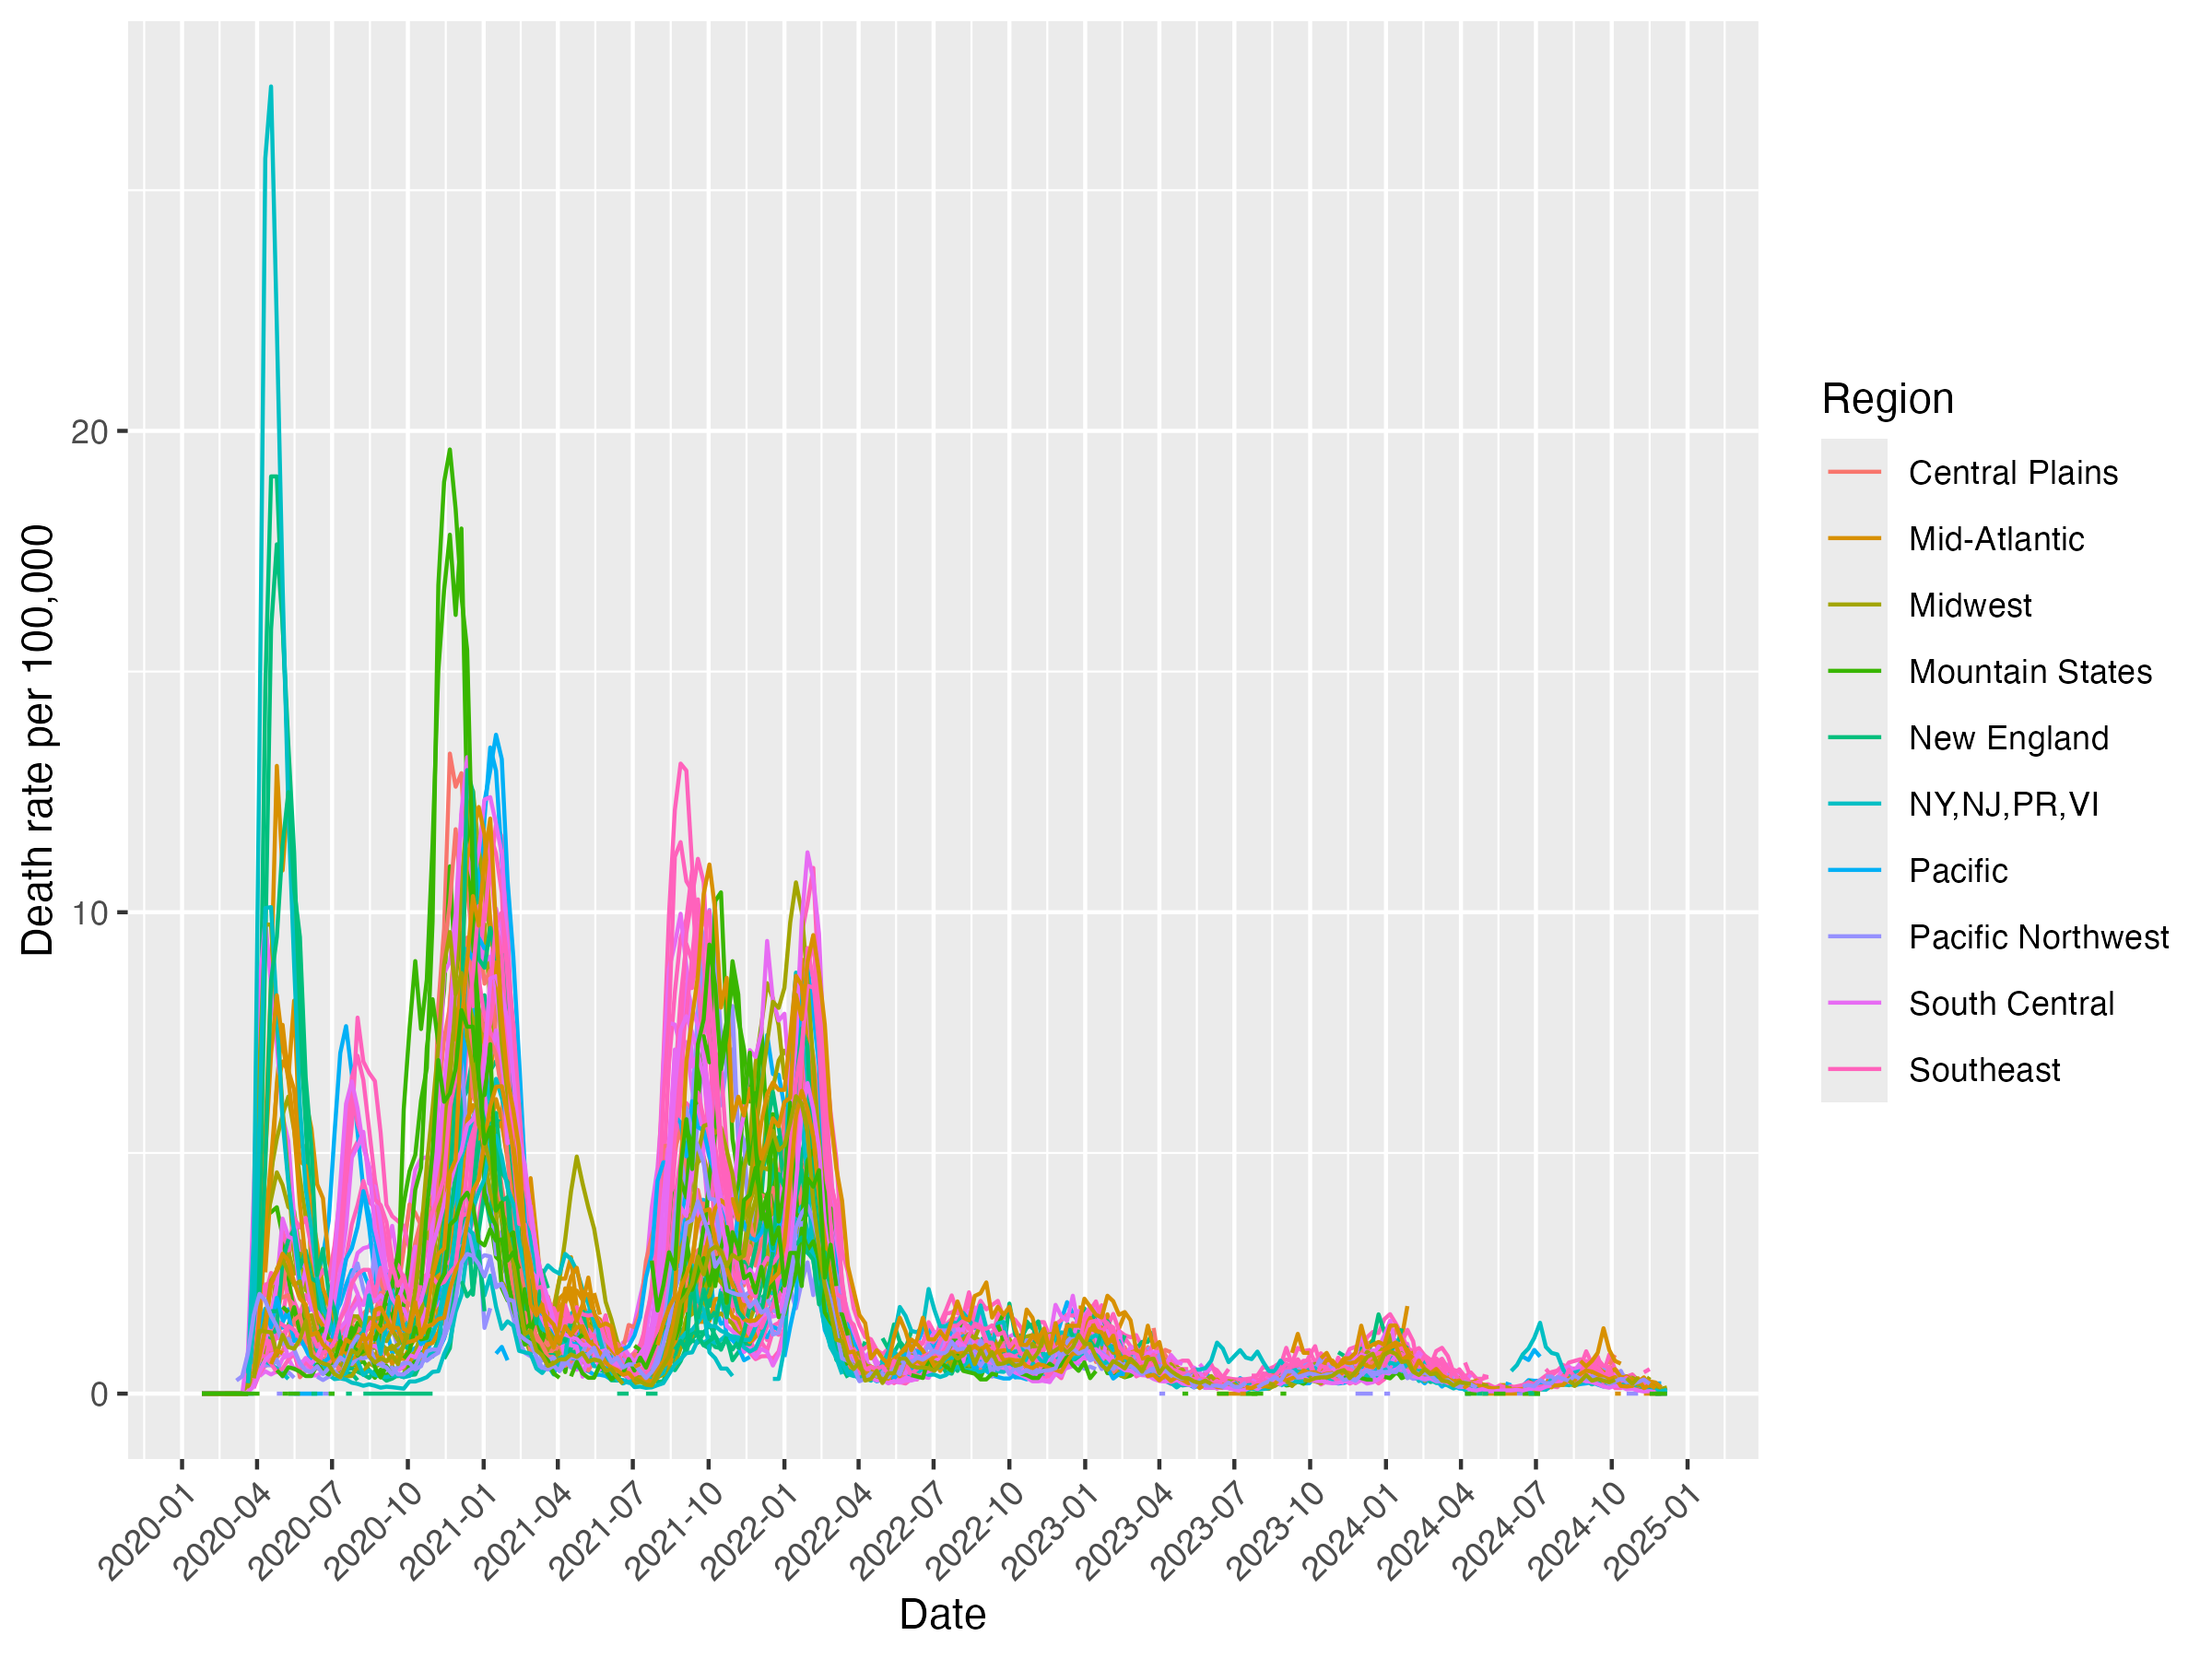 Death rate per 100,000
20
10
0
2020-01
2020-04
2020-07
2020-10
2021-01
2021-04
2021-07
2021-10
2022-01
2022-04
2022-07
2022-10
2023-01
2023-04
2023-07
2023-10
2024-01
2024-04
2024-07
2024-10
2025-01
Date
Region
Central Plains
Mid-Atlantic
Midwest
Mountain States
New England
NY,NJ,PR,VI
Pacific
Pacific Northwest
South Central
Southeast